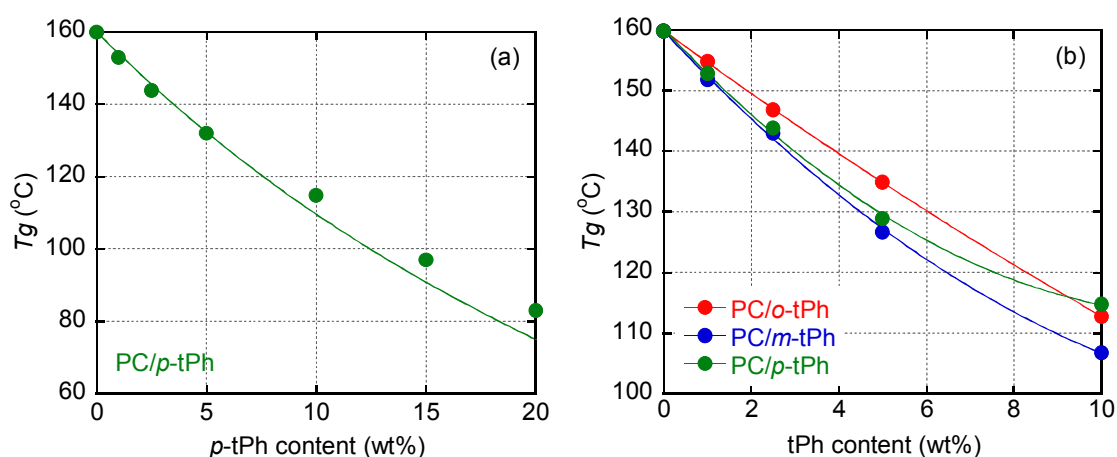 (a)
Tg (°C)
160
140
120
100
80
60
PC/p-tPh
0
5
10
15
20
p-tPh content (wt%)
(b)
Tg (°C)
160
150
140
130
120
110
100
PC/o-tPh
PC/m-tPh
PC/p-tPh
0
2
4
6
8
10
tPh content (wt%)